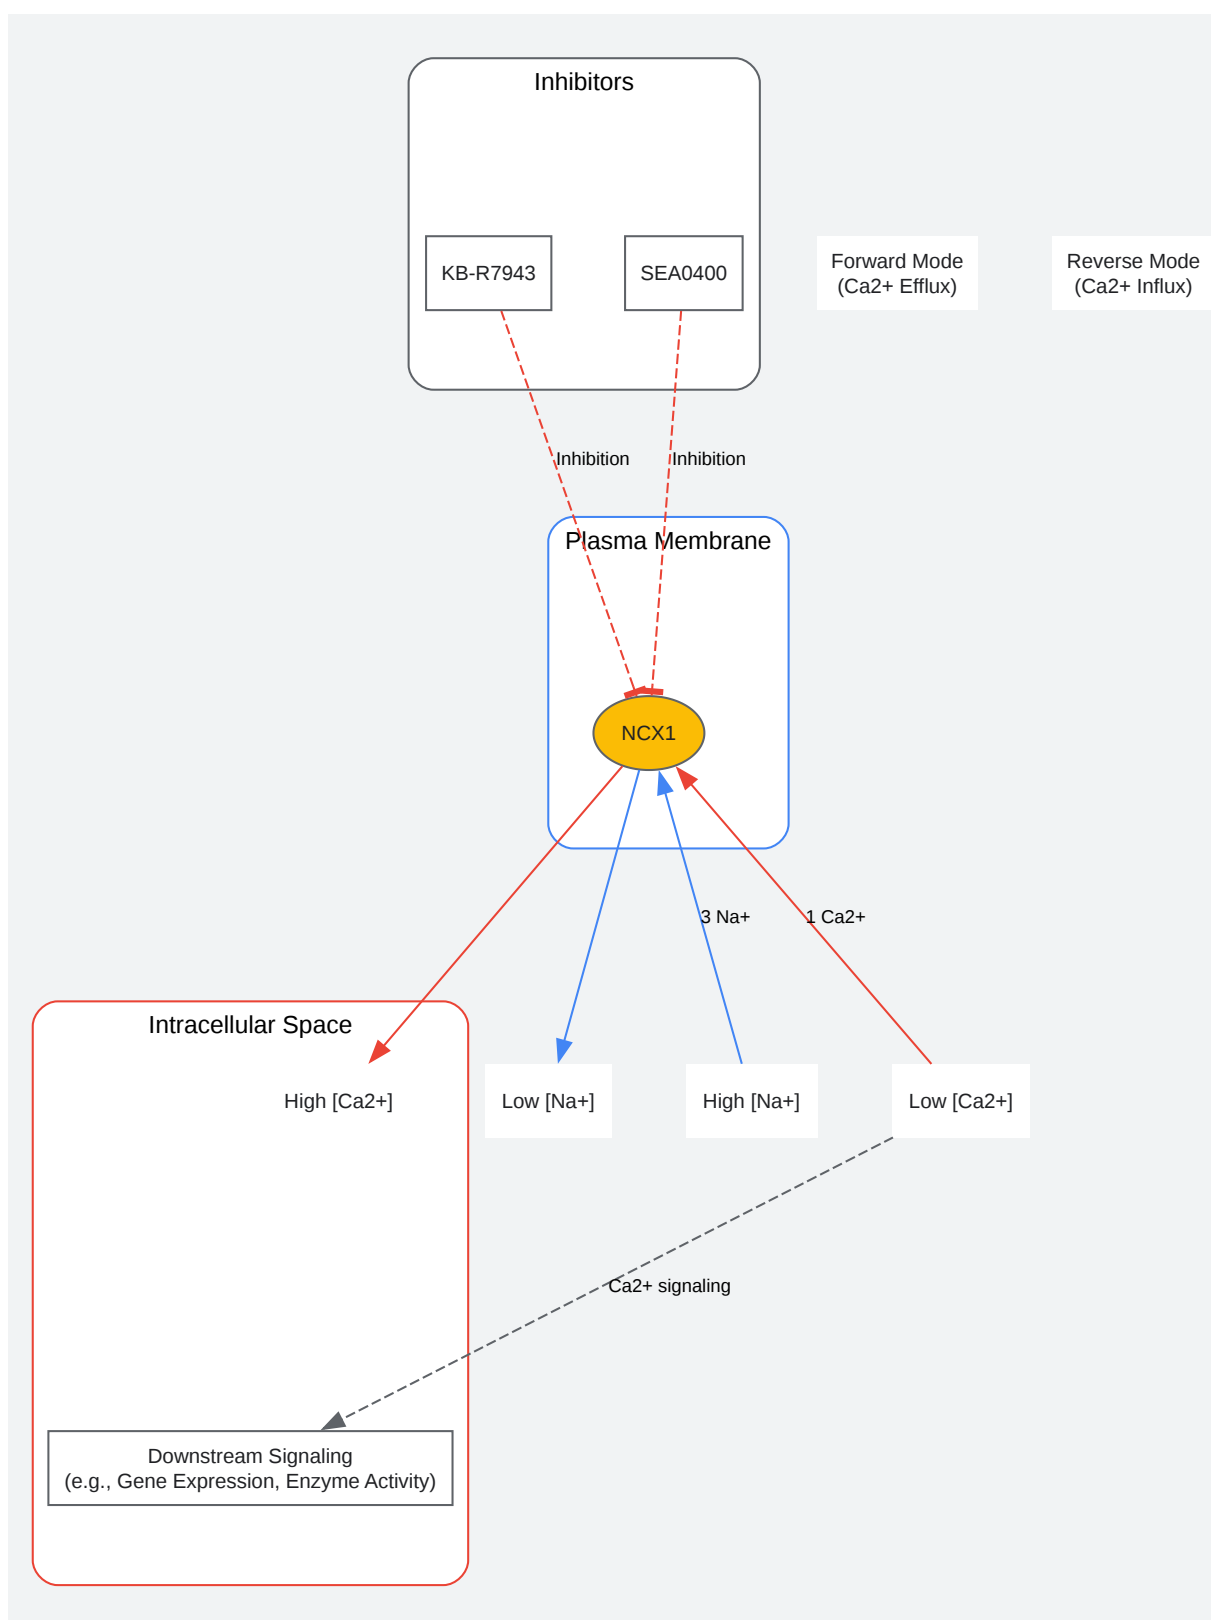 Inhibitors
KB-R7943
SEA0400
Forward Mode
(Ca2+ Efflux)
Reverse Mode
(Ca2+ Influx)
Inhibition
Inhibition
Plasma Membrane
NCX1
3 Na+
1 Ca2+
Intracellular Space
High [Ca2+]
Low [Na+]
High [Na+]
Low [Ca2+]
Ca2+ signaling
Downstream Signaling
(e.g., Gene Expression, Enzyme Activity)